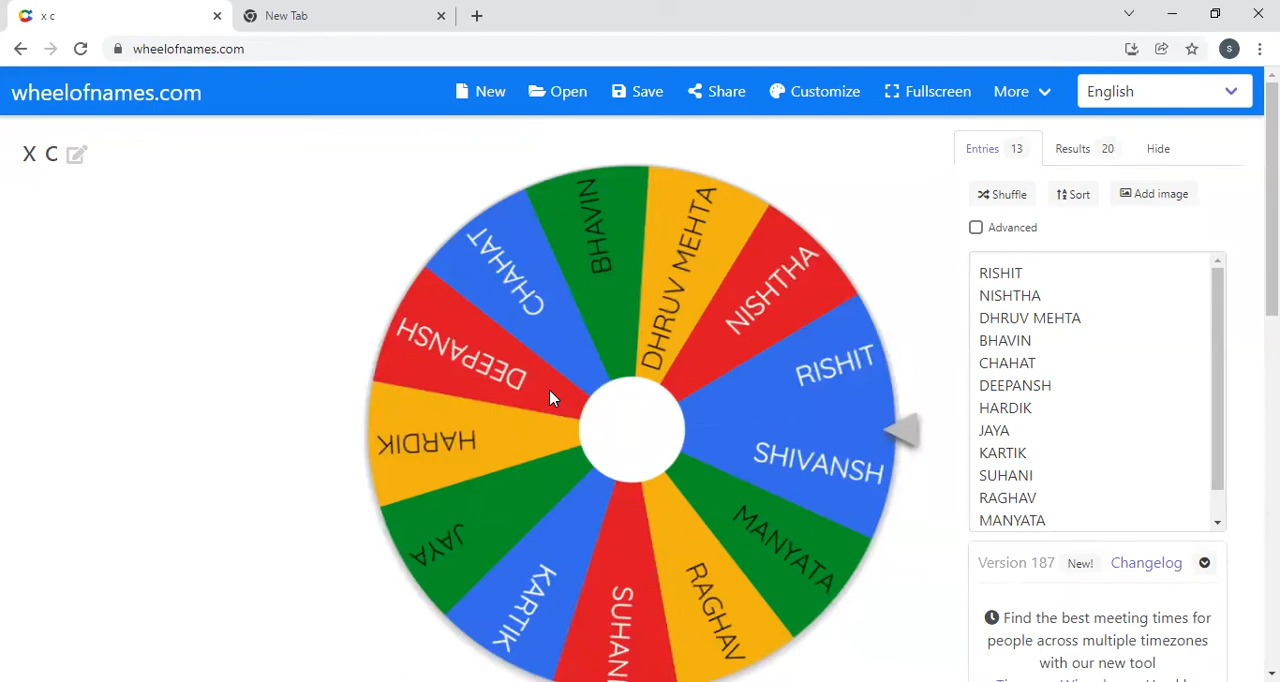 x c
New Tab
wheelofnames.com
S
wheelofnames.com
New
Open
Save
Share
Customize
Fullscreen
More
English
X C
Entries 13
Results 20
Hide
Shuffle
Sort
Add image
Advanced
RISHIT
NISHTHA
DHRUV MEHTA
BHAVIN
CHAHAT
DEEPANSH
HARDIK
JAYA
KARTIK
SUHANI
RAGHAV
MANYATA
BHAVIN
DHRUV MEHTA
NISHTHA
RISHIT
SHIVANSH
MANYATA
RAGHAV
SUHANI
KARTIK
JAYA
HARDIK
DEEPANSH
CHAHAT
Version 187
New!
Changelog
Find the best meeting times for
people across multiple timezones
with our new tool